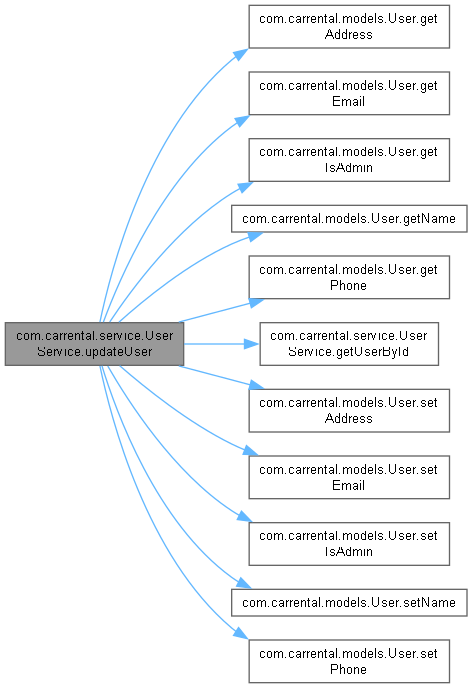 com.carrental.models.User.get
Address
com.carrental.models.User.get
Email
com.carrental.models.User.get
IsAdmin
com.carrental.models.User.getName
com.carrental.models.User.get
Phone
com.carrental.service.User
Service.updateUser
com.carrental.service.User
Service.getUserById
com.carrental.models.User.set
Address
com.carrental.models.User.set
Email
com.carrental.models.User.set
IsAdmin
com.carrental.models.User.setName
com.carrental.models.User.set
Phone